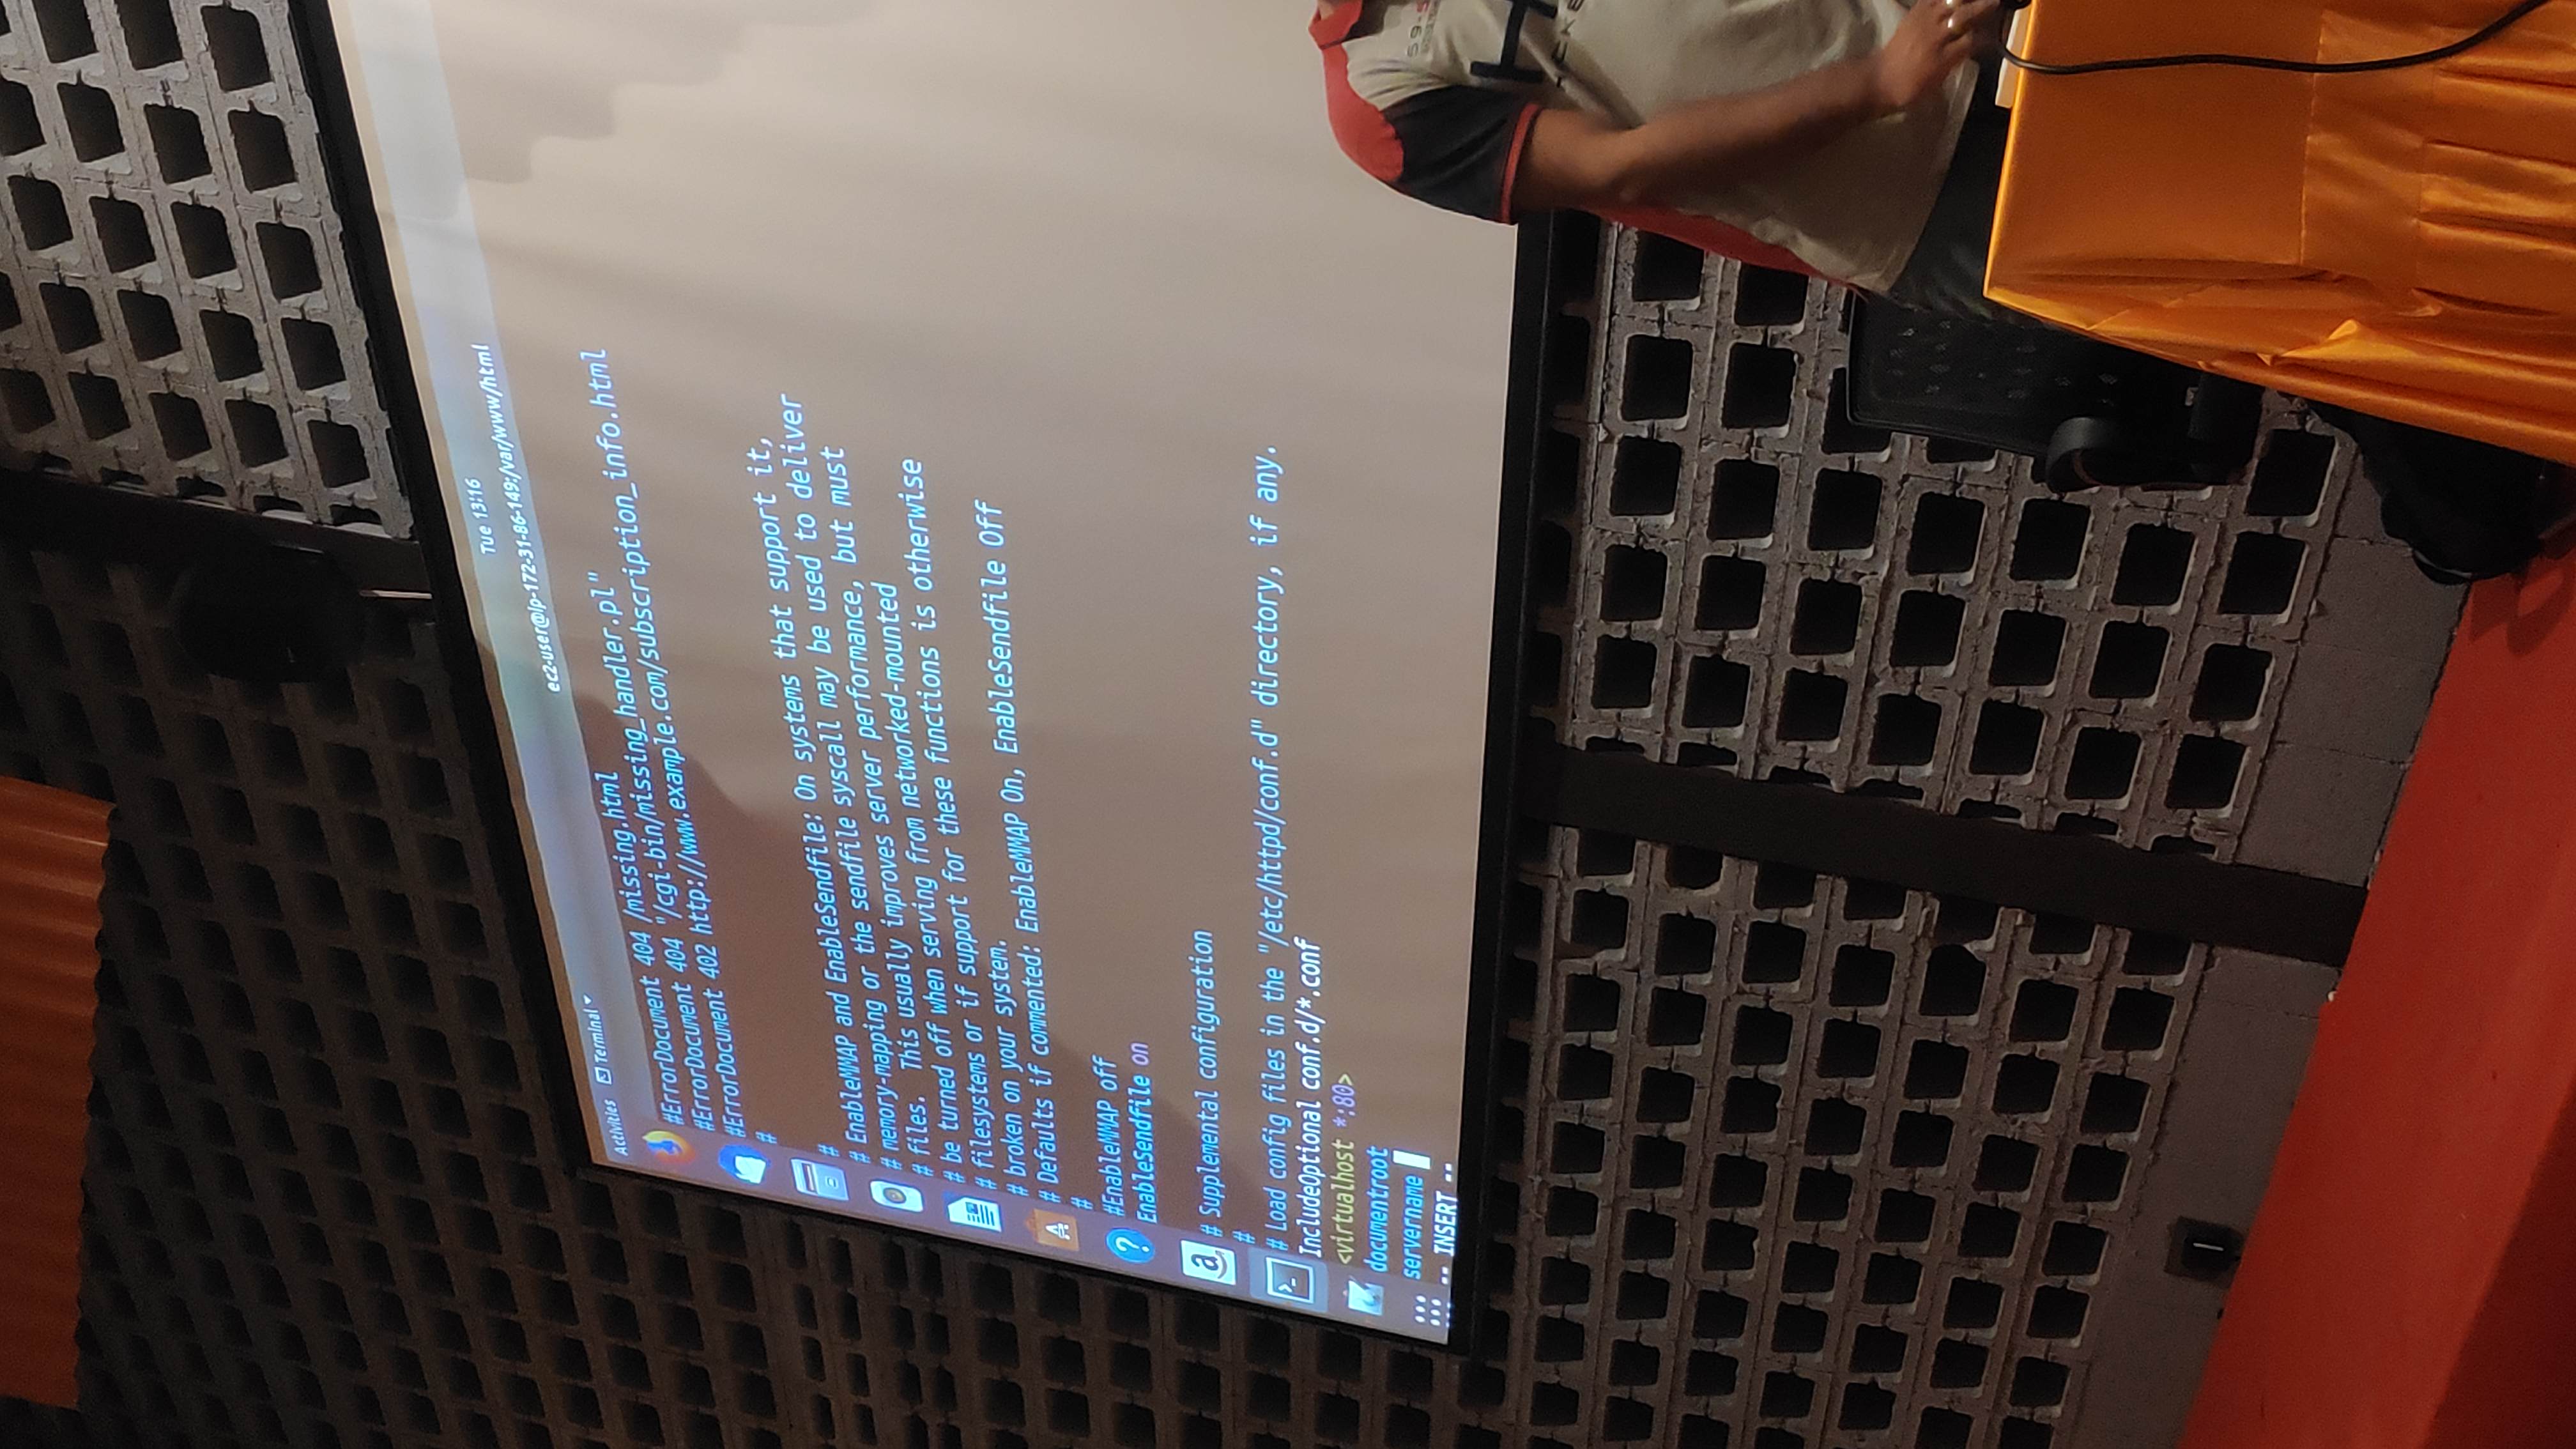 Tue 13:16
Activities Terminal
ec2-user@ip-172-31-86-149:/var/www/html
#ErrorDocument 404 /missing.html
#ErrorDocument 404 "/cgi-bin/missing_handler.pl"
#ErrorDocument 402 http://www.example.com/subscription_info.html
#
#
# EnableMMAP and EnableSendfile: On systems that support it,
# memory-mapping or the sendfile syscall may be used to deliver
# files.  This usually improves server performance, but must
# be turned off when serving from networked-mounted
# filesystems or if support for these functions is otherwise
# broken on your system.
# Defaults if commented: EnableMMAP On, EnableSendfile Off
#
#EnableMMAP off
EnableSendfile on
# Supplemental configuration
#
# Load config files in the "/etc/httpd/conf.d" directory, if any.
IncludeOptional conf.d/*.conf
<virtualhost *:80>
documentroot
servername
-- INSERT --